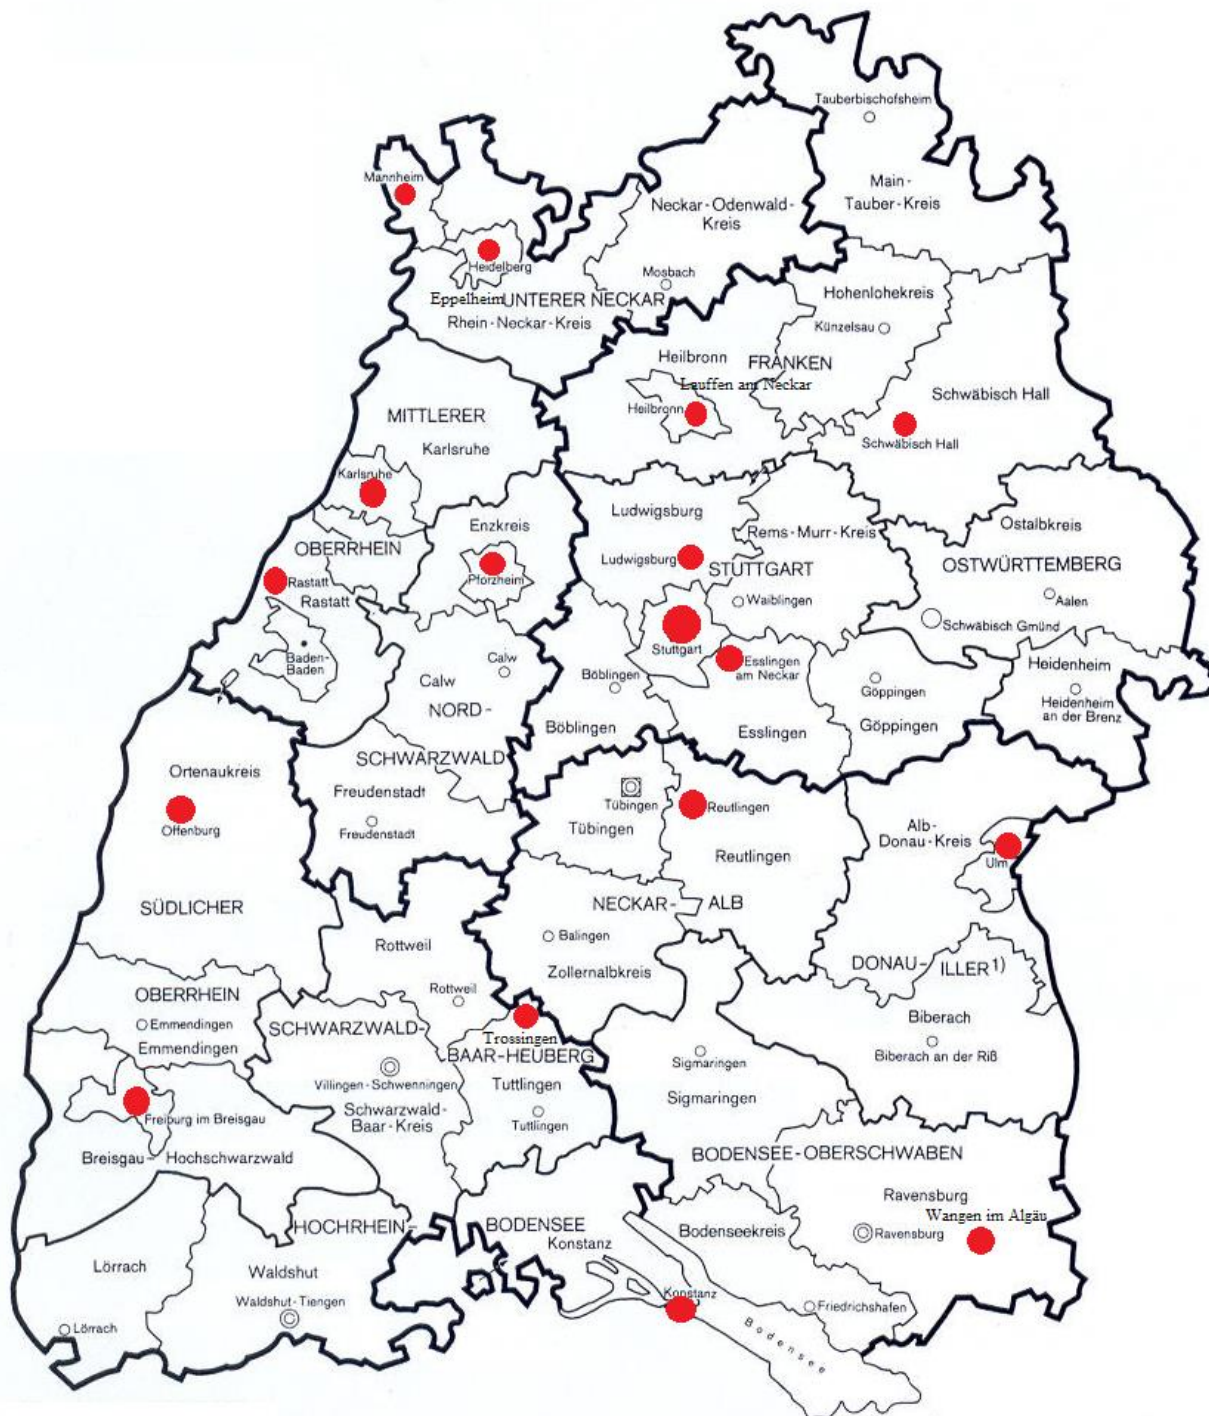 Tauberbischofsheim
Main-
Tauber-Kreis
Mannheim
Neckar-Odenwald-
Kreis
Heidelberg
Mosbach
Eppelheim
UNTERER NECKAR
Rhein-Neckar-Kreis
Hohenlohekreis
Künzelsau
Heilbronn
FRANKEN
Lauffen am Neckar
Heilbronn
Schwäbisch Hall
Schwäbisch Hall
MITTLERER
Karlsruhe
Karlsruhe
Enzkreis
Pforzheim
OBERRHEIN
Rastatt
Rastatt
Baden-
Baden
Ludwigsburg
Ludwigsburg
Rems-Murr-Kreis
STUTTGART
Waiblingen
Stuttgart
Esslingen
am Neckar
Ostalbkreis
OSTWÜRTTEMBERG
Aalen
Schwäbisch Gmünd
Heidenheim
Heidenheim
an der Brenz
Göppingen
Göppingen
Esslingen
Böblingen
Böblingen
Calw
Calw
NORD-
SCHWARZWALD
Freudenstadt
Freudenstadt
Ortenaukreis
Offenburg
SÜDLICHER
Tübingen
Tübingen
Reutlingen
Reutlingen
Alb-
Donau-Kreis
Ulm
NECKAR-
ALB
Balingen
Zollernalbkreis
DONAU-
ILLER 1)
Biberach
Biberach an der Riß
Rottweil
Rottweil
OBERRHEIN
Emmendingen
Emmendingen
SCHWARZWALD-
Trossingen
BAAR-HEUBERG
Villingen-Schwenningen
Schwarzwald-
Baar-Kreis
Tuttlingen
Tuttlingen
Sigmaringen
Sigmaringen
Freiburg im Breisgau
Breisgau-
Hochschwarzwald
BODENSEE-OBERSCHWABEN
Ravensburg
Wangen im Algäu
Ravensburg
HOCHRHEIN-
BODENSEE
Konstanz
Bodenseekreis
Lörrach
Waldshut
Waldshut-Tiengen
Lörrach
Konstanz
Friedrichshafen
Bodensee